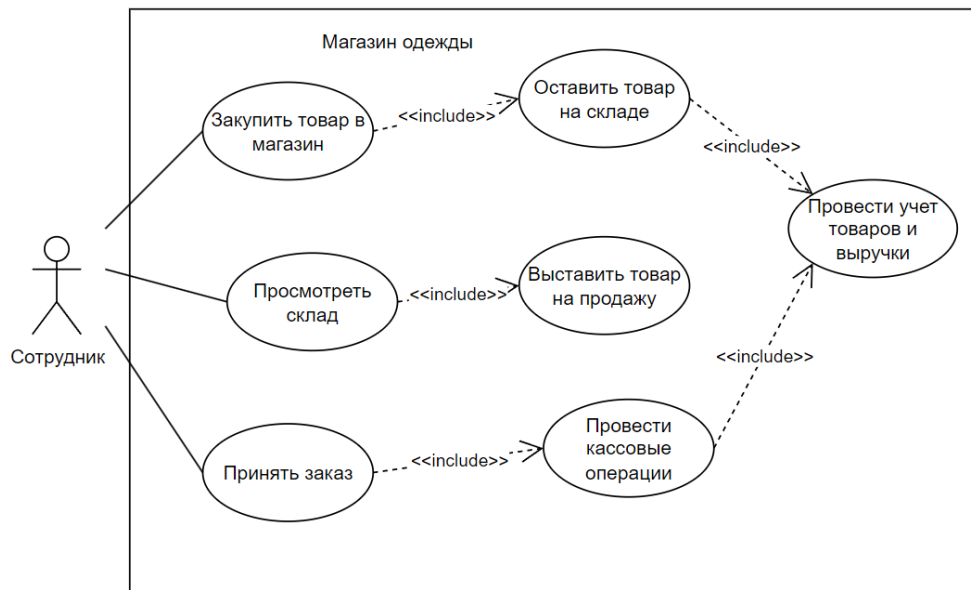 Магазин одежды
Закупить товар в
магазин
<<include>>
Оставить товар
на складе
<<include>>
Провести учет
товаров и
выручки
Сотрудник
Просмотреть
склад
<<include>>
Выставить товар
на продажу
<<include>>
Принять заказ
<<include>>
Провести
кассовые
операции